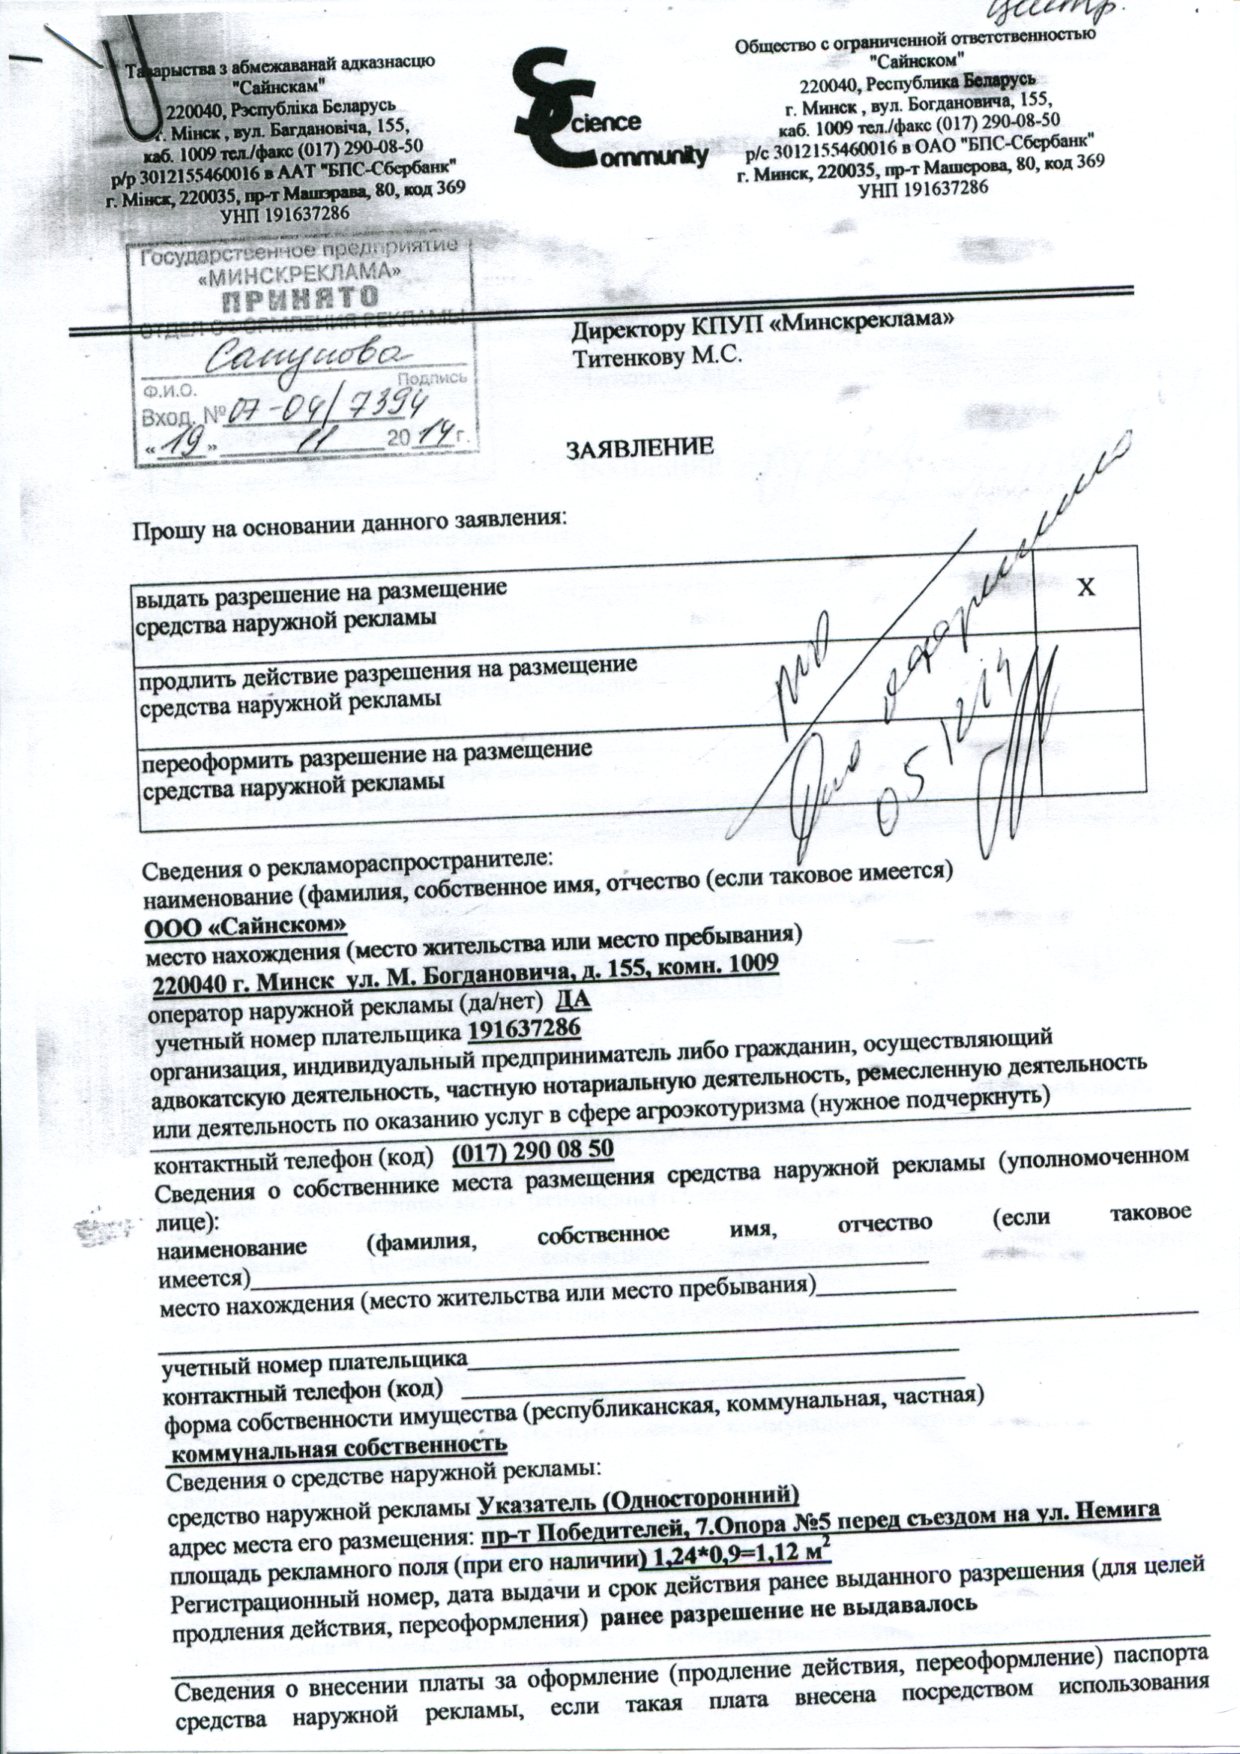 Центр.
Таварыства з абмежаванай адказнасцю
"Сайнскам"
220040, Рэспубліка Беларусь
г. Мінск , вул. Багдановіча, 155,
каб. 1009 тел./факс (017) 290-08-50
р/р 3012155460016 в ААТ "БПС-Сбербанк"
г. Мінск, 220035, пр-т Машэрава, 80, код 369
УНП 191637286
Science
Community
Общество с ограниченной ответственностью
"Сайнском"
220040, Республика Беларусь
г. Минск , вул. Богдановича, 155,
каб. 1009 тел./факс (017) 290-08-50
р/с 3012155460016 в ОАО "БПС-Сбербанк"
г. Минск, 220035, пр-т Машерова, 80, код 369
УНП 191637286
Государственное предприятие
«МИНСКРЕКЛАМА»
ПРИНЯТО
ОТДЕЛ ОФОРМЛЕНИЯ РЕКЛАМЫ
Сапунова
Ф.И.О. Подпись
Вход. № 07-04/7394
«19» 11 2014 г.
Директору КПУП «Минскреклама»
Титенкову М.С.
ЗАЯВЛЕНИЕ
Прошу на основании данного заявления:
выдать разрешение на размещение
средства наружной рекламы
X
продлить действие разрешения на размещение
средства наружной рекламы
переоформить разрешение на размещение
средства наружной рекламы
05 12 14
Сведения о рекламораспространителе:
наименование (фамилия, собственное имя, отчество (если таковое имеется)
ООО «Сайнском»
место нахождения (место жительства или место пребывания)
220040 г. Минск ул. М. Богдановича, д. 155, комн. 1009
оператор наружной рекламы (да/нет) ДА
учетный номер плательщика 191637286
организация, индивидуальный предприниматель либо гражданин, осуществляющий
адвокатскую деятельность, частную нотариальную деятельность, ремесленную деятельность
или деятельность по оказанию услуг в сфере агроэкотуризма (нужное подчеркнуть)
контактный телефон (код) (017) 290 08 50
Сведения о собственнике места размещения средства наружной рекламы (уполномоченном
лице):
наименование (фамилия, собственное имя, отчество (если таковое
имеется)
место нахождения (место жительства или место пребывания)
учетный номер плательщика
контактный телефон (код)
форма собственности имущества (республиканская, коммунальная, частная)
коммунальная собственность
Сведения о средстве наружной рекламы:
средство наружной рекламы Указатель (Односторонний)
адрес места его размещения: пр-т Победителей, 7.Опора №5 перед съездом на ул. Немига
площадь рекламного поля (при его наличии) 1,24*0,9=1,12 м2
Регистрационный номер, дата выдачи и срок действия ранее выданного разрешения (для целей
продления действия, переоформления) ранее разрешение не выдавалось
Сведения о внесении платы за оформление (продление действия, переоформление) паспорта
средства наружной рекламы, если такая плата внесена посредством использования